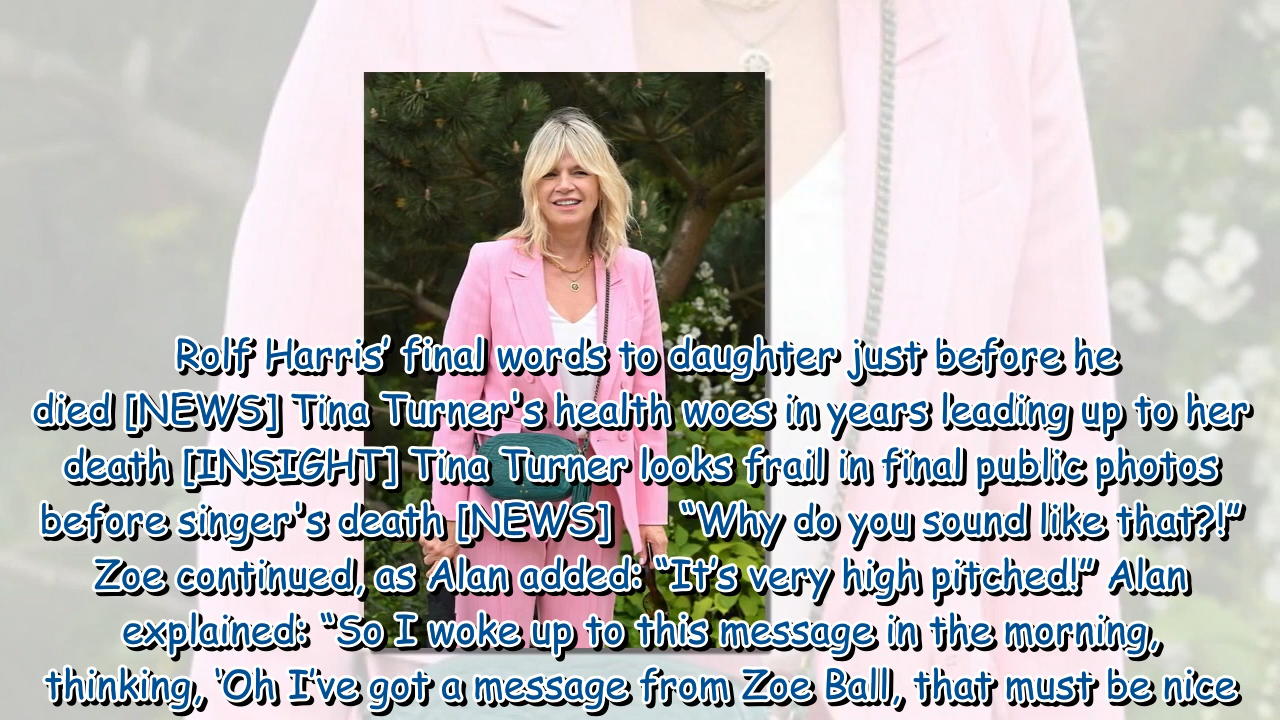 Rolf Harris’ final words to daughter just before he
died [NEWS] Tina Turner's health woes in years leading up to her
death [INSIGHT] Tina Turner looks frail in final public photos
before singer's death [NEWS] “Why do you sound like that?!”
Zoe continued, as Alan added: “It’s very high pitched!” Alan
explained: “So I woke up to this message in the morning,
thinking, ‘Oh I’ve got a message from Zoe Ball, that must be nice